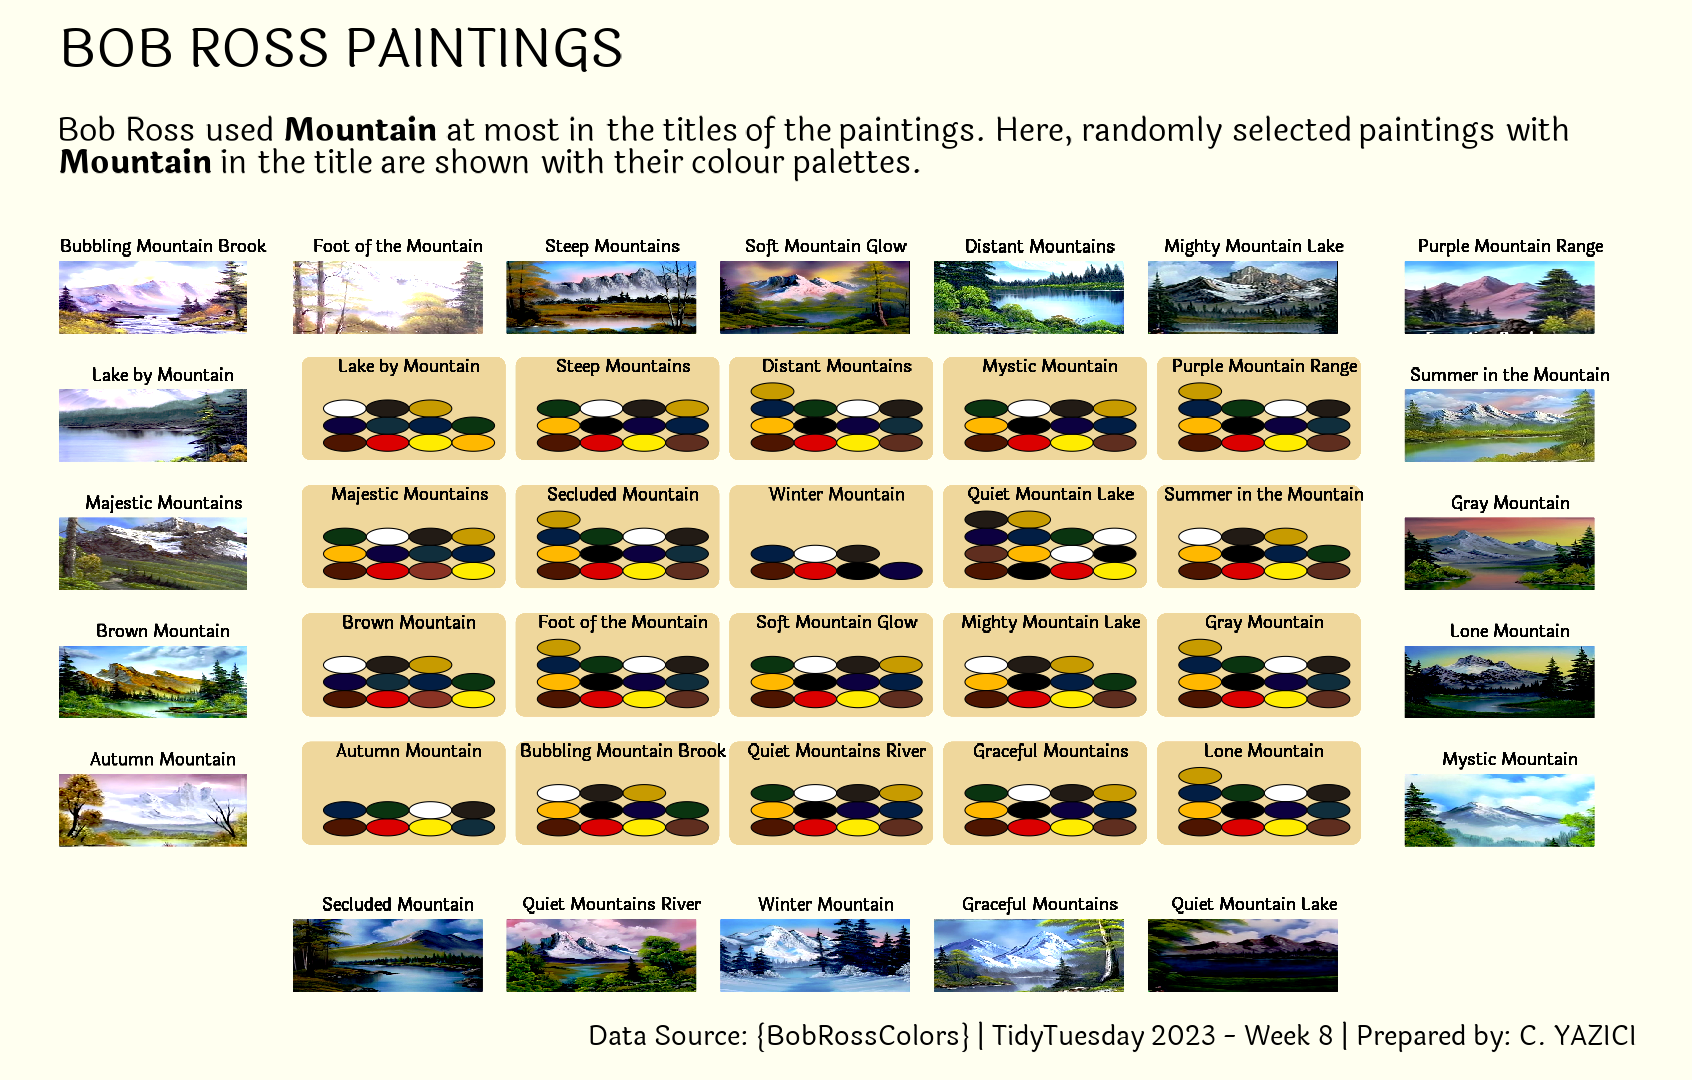 BOB ROSS PAINTINGS
Bob Ross used Mountain at most in the titles of the paintings. Here, randomly selected paintings with
Mountain in the title are shown with their colour palettes.
Bubbling Mountain Brook
Foot of the Mountain
Steep Mountains
Soft Mountain Glow
Distant Mountains
Mighty Mountain Lake
Purple Mountain Range
Lake by Mountain
Lake by Mountain
Steep Mountains
Distant Mountains
Mystic Mountain
Purple Mountain Range
Summer in the Mountain
Majestic Mountains
Majestic Mountains
Secluded Mountain
Winter Mountain
Quiet Mountain Lake
Summer in the Mountain
Gray Mountain
Brown Mountain
Brown Mountain
Foot of the Mountain
Soft Mountain Glow
Mighty Mountain Lake
Gray Mountain
Lone Mountain
Autumn Mountain
Autumn Mountain
Bubbling Mountain Brook
Quiet Mountains River
Graceful Mountains
Lone Mountain
Mystic Mountain
Secluded Mountain
Quiet Mountains River
Winter Mountain
Graceful Mountains
Quiet Mountain Lake
Data Source: {BobRossColors} | TidyTuesday 2023 - Week 8 | Prepared by: C. YAZICI